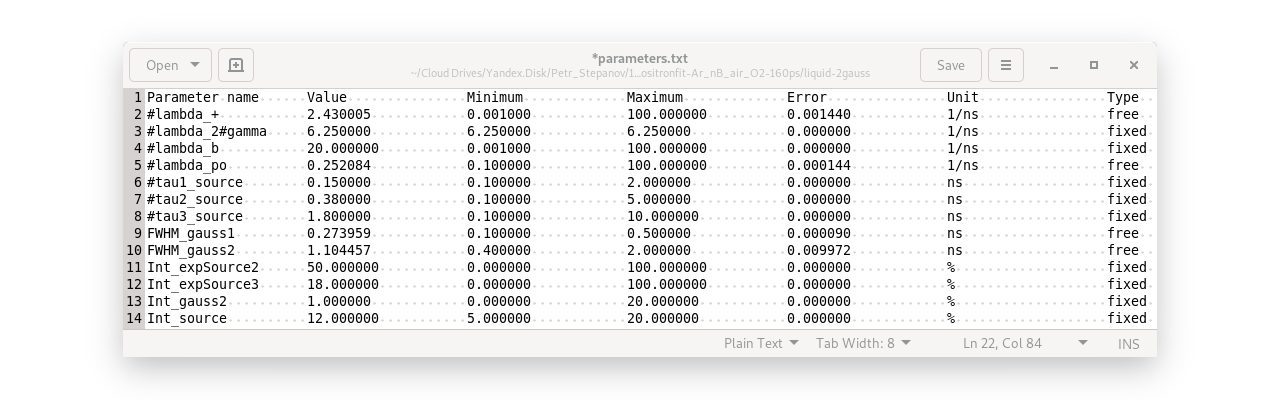 Open
*parameters.txt
~/Cloud Drives/Yandex.Disk/Petr_Stepanov/1...ositronfit-Ar_nB_air_O2-160ps/liquid-2gauss
Save
1 Parameter name Value Minimum Maximum Error Unit Type
2 #lambda_+ 2.430005 0.001000 100.000000 0.001440 1/ns free
3 #lambda_2#gamma 6.250000 6.250000 6.250000 0.000000 1/ns fixed
4 #lambda_b 20.000000 0.001000 100.000000 0.000000 1/ns fixed
5 #lambda_po 0.252084 0.100000 100.000000 0.000144 1/ns free
6 #tau1_source 0.150000 0.100000 2.000000 0.000000 ns fixed
7 #tau2_source 0.380000 0.100000 5.000000 0.000000 ns fixed
8 #tau3_source 1.800000 0.100000 10.000000 0.000000 ns fixed
9 FWHM_gauss1 0.273959 0.100000 0.500000 0.000090 ns free
10 FWHM_gauss2 1.104457 0.400000 2.000000 0.009972 ns free
11 Int_expSource2 50.000000 0.000000 100.000000 0.000000 % fixed
12 Int_expSource3 18.000000 0.000000 100.000000 0.000000 % fixed
13 Int_gauss2 1.000000 0.000000 20.000000 0.000000 % fixed
14 Int_source 12.000000 5.000000 20.000000 0.000000 % fixed
Plain Text Tab Width: 8 Ln 22, Col 84 INS